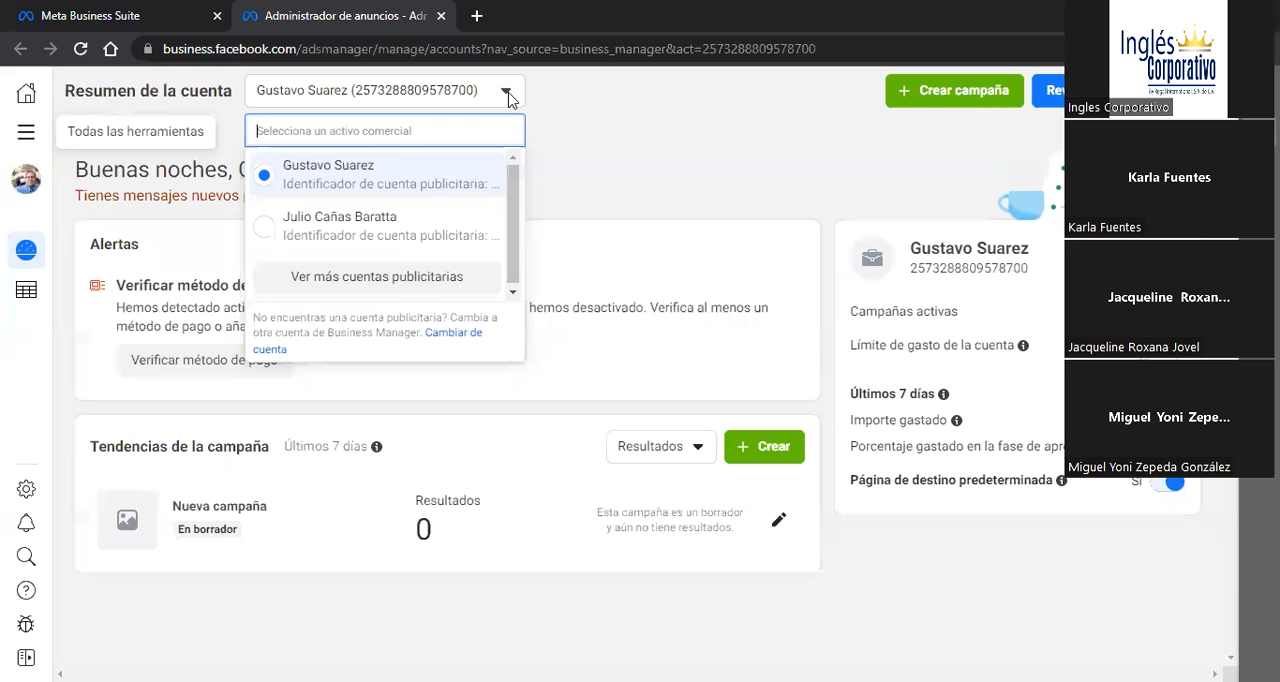 Meta Business Suite
Administrador de anuncios - Adr
business.facebook.com/adsmanager/manage/accounts?nav_source=business_manager&act=2573288809578700
Resumen de la cuenta
Gustavo Suarez (2573288809578700)
+ Crear campaña
Rev
Todas las herramientas
Selecciona un activo comercial
Buenas noches, G
Tienes mensajes nuevos
Gustavo Suarez
Identificador de cuenta publicitaria: ...
Julio Cañas Baratta
Identificador de cuenta publicitaria: ...
Ver más cuentas publicitarias
No encuentras una cuenta publicitaria? Cambia a
otra cuenta de Business Manager. Cambiar de
cuenta
Alertas
Verificar método de
Hemos detectado acti
hemos desactivado. Verifica al menos un
método de pago o aña
Verificar método de pago
Gustavo Suarez
2573288809578700
Campañas activas
Límite de gasto de la cuenta
Últimos 7 días
Importe gastado
Porcentaje gastado en la fase de apre
Página de destino predeterminada
Sí
Tendencias de la campaña
Últimos 7 días
Resultados
+ Crear
Nueva campaña
En borrador
Resultados
0
Esta campaña es un borrador
y aún no tiene resultados.
Inglés
Corporativo
Ingles Corporativo
Karla Fuentes
Karla Fuentes
Jacqueline Roxan...
Jacqueline Roxana Jovel
Miguel Yoni Zepe...
Miguel Yoni Zepeda González